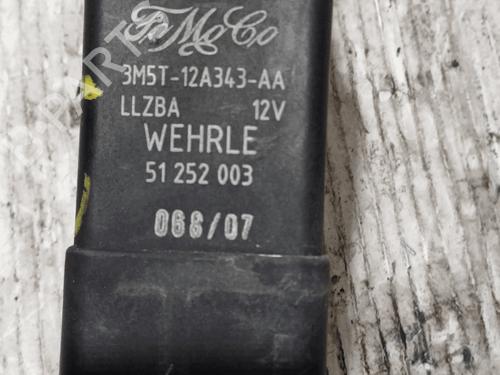 FoMoCo
3M5T-12A343-AA
LLZBA 12V
WEHRLE
51 252 003
068/07